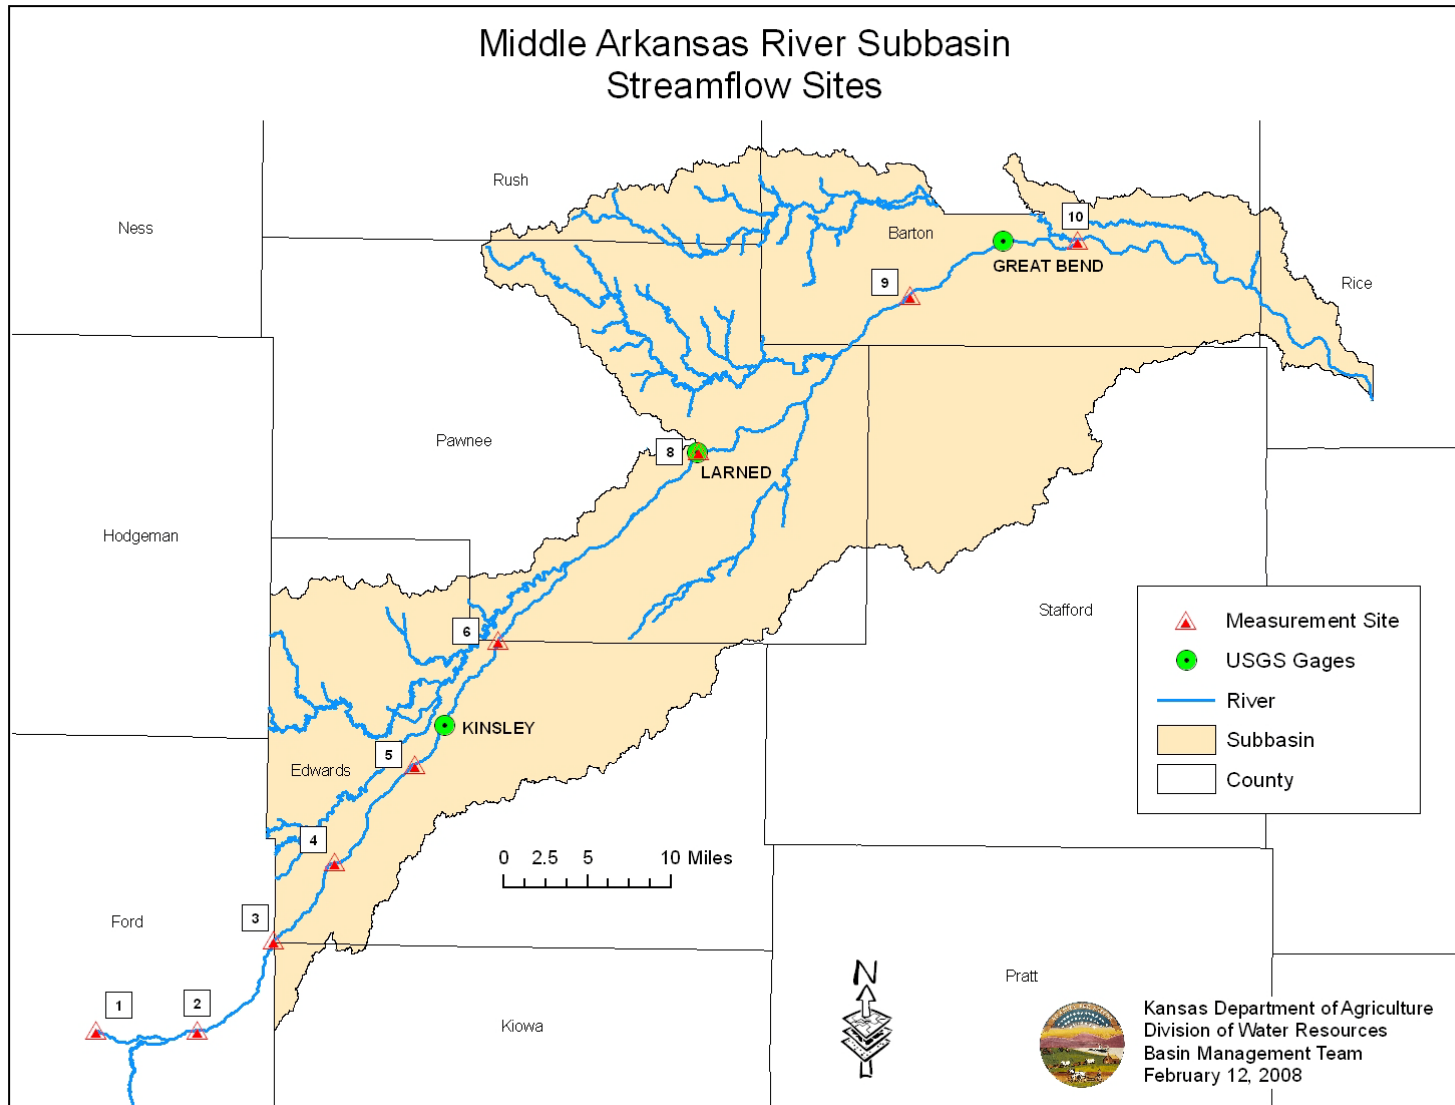 Middle Arkansas River Subbasin
Streamflow Sites
Rush
Ness
10
Barton
GREAT BEND
9
Rice
Pawnee
8
LARNED
Hodgeman
Stafford
6
Measurement Site
USGS Gages
River
Subbasin
County
KINSLEY
5
Edwards
4
0 2.5 5 10 Miles
3
Ford
N
Pratt
1
2
Kiowa
Kansas Department of Agriculture
Division of Water Resources
Basin Management Team
February 12, 2008